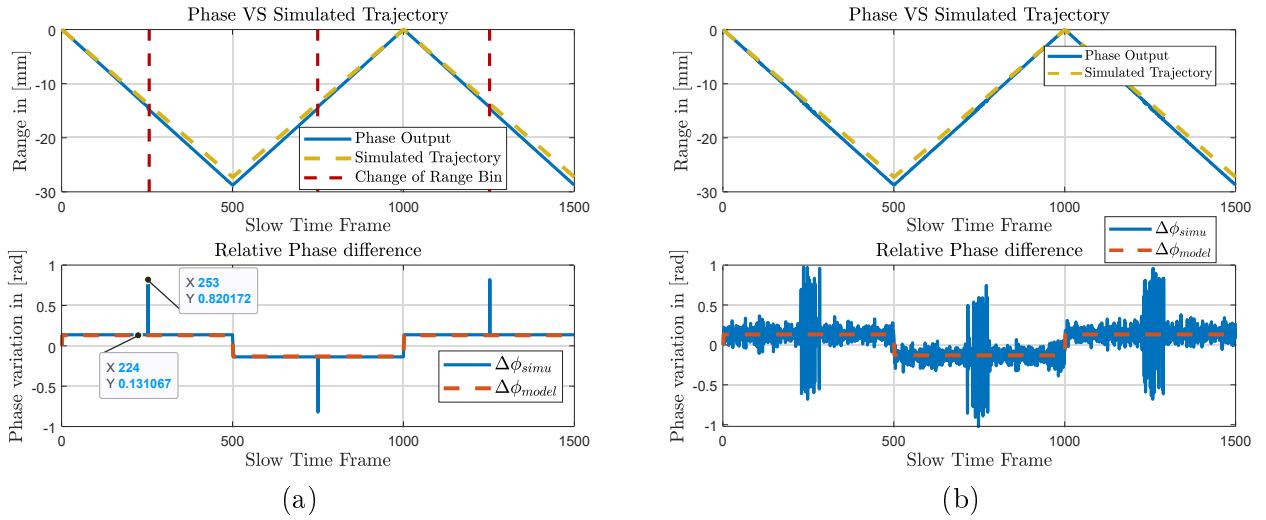 Phase VS Simulated Trajectory
Range in [mm]
0
-10
-20
-30
Phase Output
Simulated Trajectory
Change of Range Bin
0
500
1000
1500
Slow Time Frame
Relative Phase difference
Phase variation in [rad]
1
0.5
0
-0.5
-1
X 253
Y 0.820172
X 224
Y 0.131067
Δϕsimu
Δϕmodel
0
500
1000
1500
Slow Time Frame
(a)
Phase VS Simulated Trajectory
Range in [mm]
0
-10
-20
-30
Phase Output
Simulated Trajectory
0
500
1000
1500
Slow Time Frame
Relative Phase difference
Δϕsimu
Δϕmodel
Phase variation in [rad]
1
0.5
0
-0.5
-1
0
500
1000
1500
Slow Time Frame
(b)